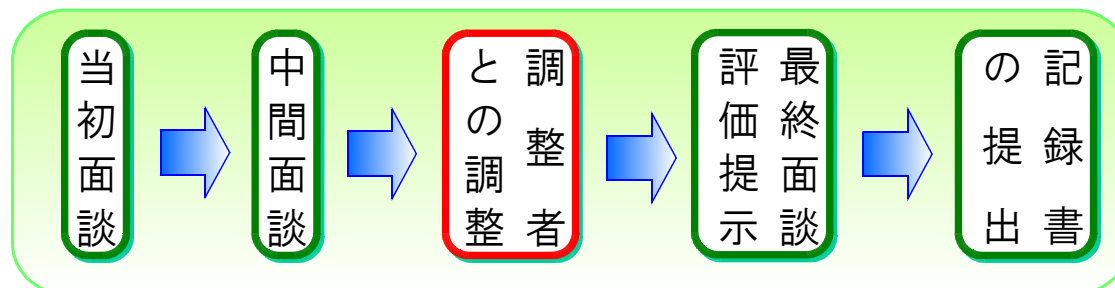 当初面談
中間面談
調整者
との調整
最終面談
評価提示
記録書
の提出